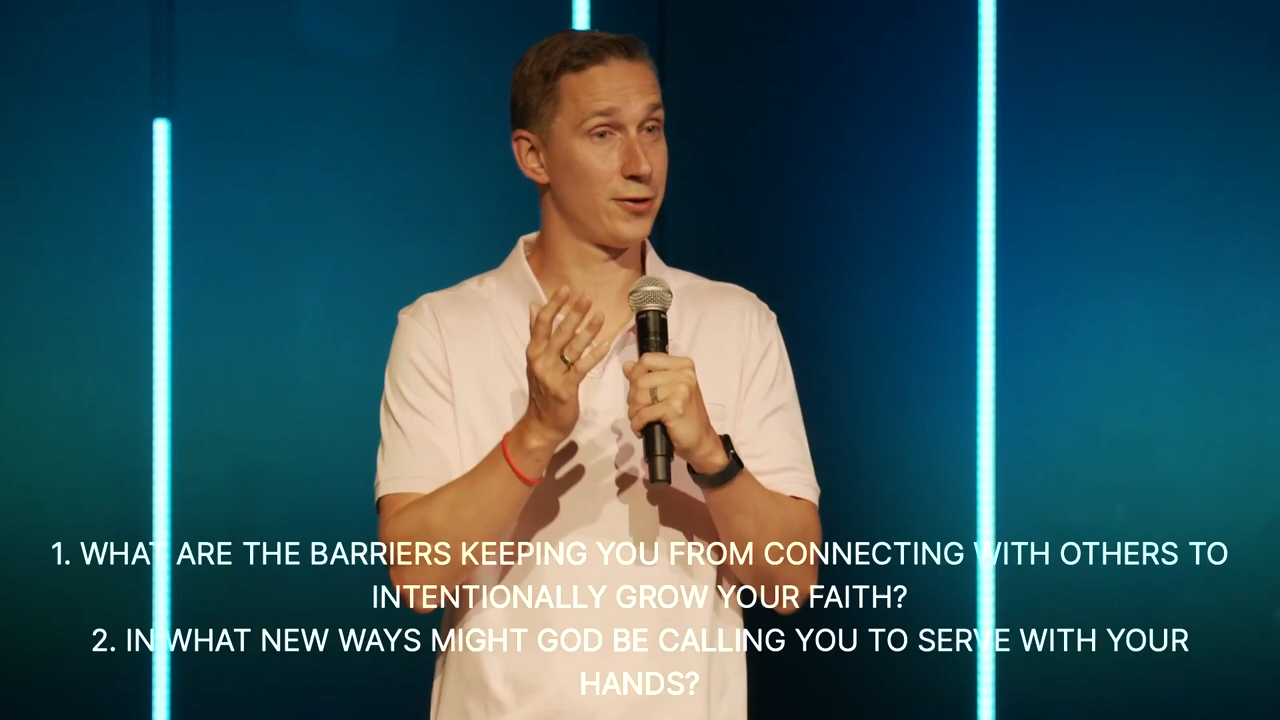 1. WHAT ARE THE BARRIERS KEEPING YOU FROM CONNECTING WITH OTHERS TO
INTENTIONALLY GROW YOUR FAITH?
2. IN WHAT NEW WAYS MIGHT GOD BE CALLING YOU TO SERVE WITH YOUR
HANDS?